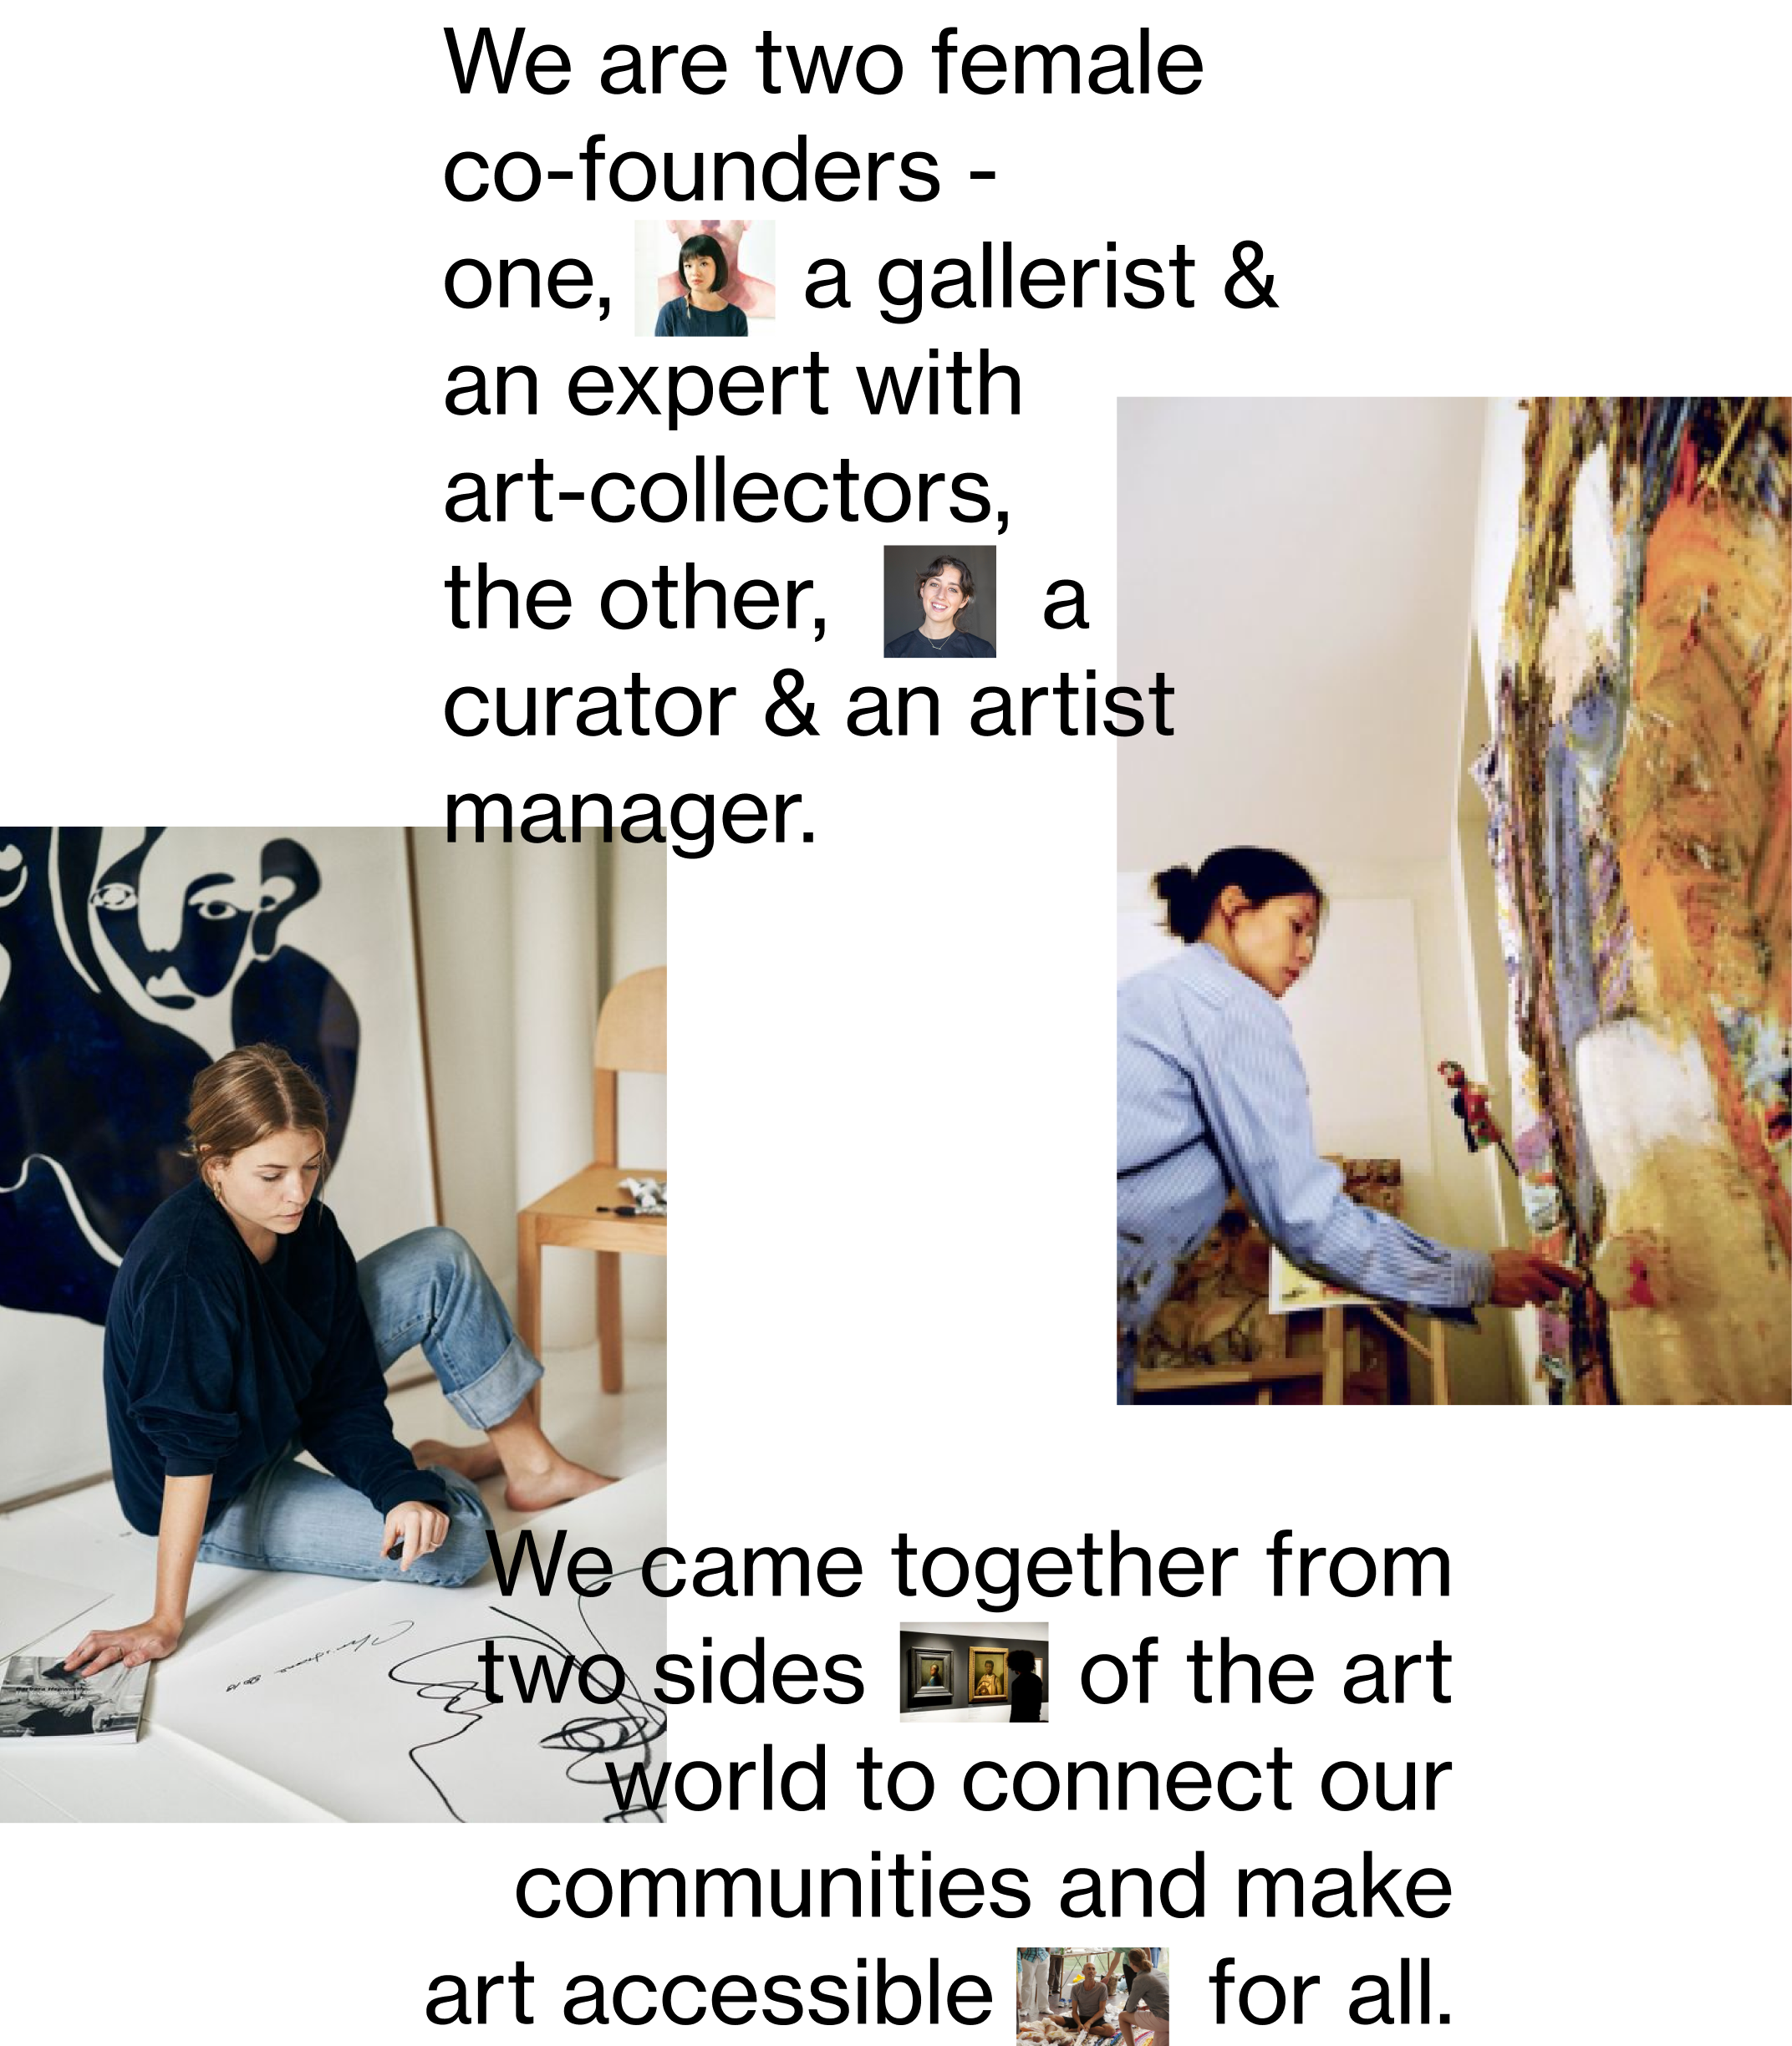 We are two female
co-founders -
one, a gallerist &
an expert with
art-collectors,
the other, a
curator & an artist
manager.
We came together from
two sides of the art
world to connect our
communities and make
art accessible for all.